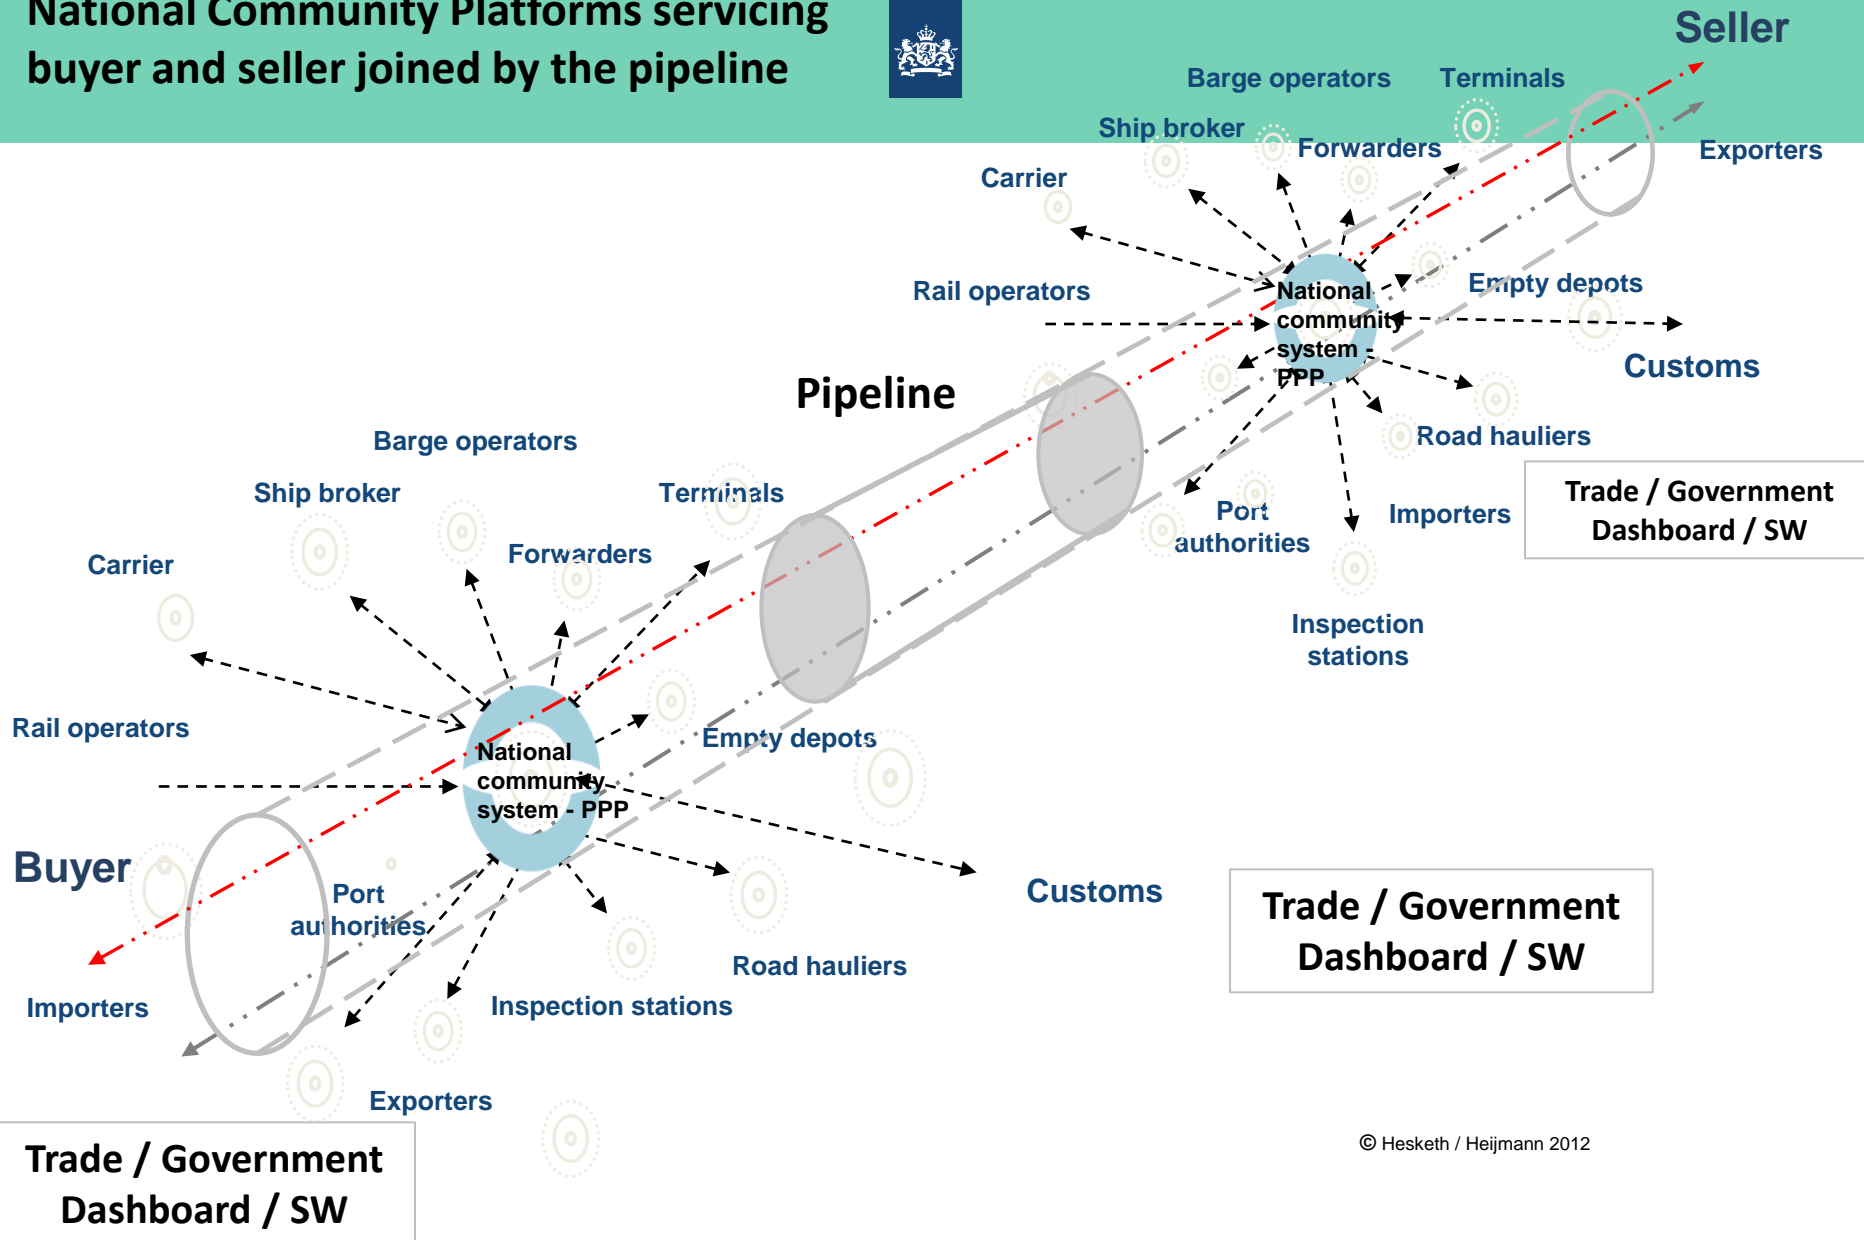 National Community Platforms servicing
buyer and seller joined by the pipeline
Seller
Barge operators
Terminals
Ship broker
Forwarders
Exporters
Carrier
Rail operators
National
community
system -
PPP
Empty depots
Customs
Pipeline
Road hauliers
Port
authorities
Importers
Trade / Government
Dashboard / SW
Inspection
stations
Barge operators
Ship broker
Terminals
Forwarders
Carrier
Rail operators
National
community
system - PPP
Empty depots
Buyer
Port
authorities
Customs
Trade / Government
Dashboard / SW
Road hauliers
Importers
Inspection stations
Exporters
Trade / Government
Dashboard / SW
© Hesketh / Heijmann 2012